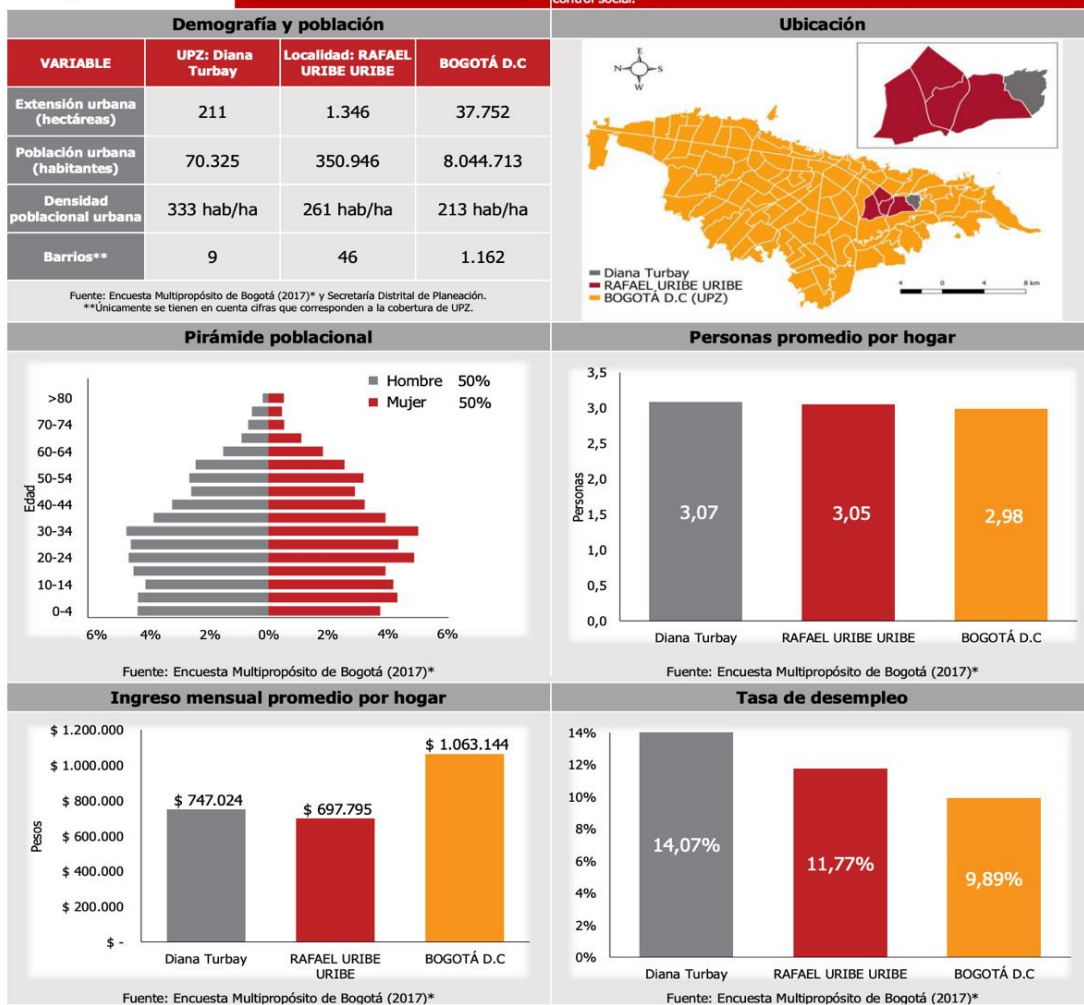 control social.
Demografía y población
VARIABLE
UPZ: Diana
Turbay
Localidad: RAFAEL
URIBE URIBE
BOGOTÁ D.C
Extensión urbana
(hectáreas)
211
1.346
37.752
Población urbana
(habitantes)
70.325
350.946
8.044.713
Densidad
poblacional urbana
333 hab/ha
261 hab/ha
213 hab/ha
Barrios**
9
46
1.162
Fuente: Encuesta Multipropósito de Bogotá (2017)* y Secretaría Distrital de Planeación.
**Únicamente se tienen en cuenta cifras que corresponden a la cobertura de UPZ.
Ubicación
E
N
S
W
Diana Turbay
RAFAEL URIBE URIBE
BOGOTÁ D.C (UPZ)
4 0 4 8 km
Pirámide poblacional
Hombre 50%
Mujer 50%
Edad
>80
70-74
60-64
50-54
40-44
30-34
20-24
10-14
0-4
6% 4% 2% 0% 2% 4% 6%
Fuente: Encuesta Multipropósito de Bogotá (2017)*
Personas promedio por hogar
Personas
3,5
3,0
2,5
2,0
1,5
1,0
0,5
0,0
3,07
3,05
2,98
Diana Turbay
RAFAEL URIBE URIBE
BOGOTÁ D.C
Fuente: Encuesta Multipropósito de Bogotá (2017)*
Ingreso mensual promedio por hogar
Pesos
$ 1.200.000
$ 1.000.000
$ 800.000
$ 600.000
$ 400.000
$ 200.000
$ -
$ 747.024
$ 697.795
$ 1.063.144
Diana Turbay
RAFAEL URIBE
URIBE
BOGOTÁ D.C
Fuente: Encuesta Multipropósito de Bogotá (2017)*
Tasa de desempleo
14%
12%
10%
8%
6%
4%
2%
0%
14,07%
11,77%
9,89%
Diana Turbay
RAFAEL URIBE URIBE
BOGOTÁ D.C
Fuente: Encuesta Multipropósito de Bogotá (2017)*